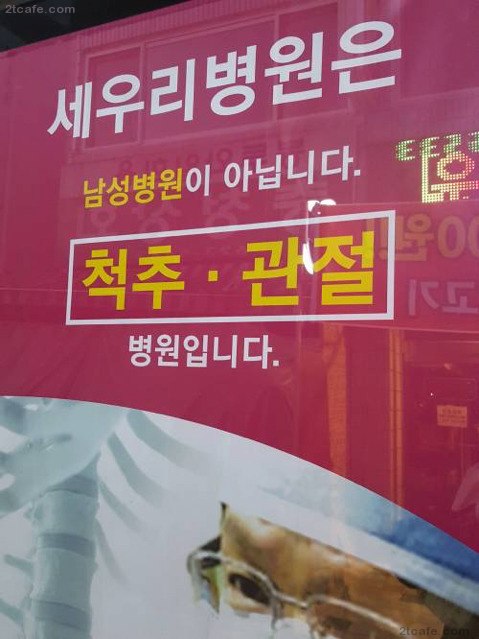 2tcafe.com
세우리병원은
남성병원이 아닙니다.
척추·관절
병원입니다.
2tcafe.com